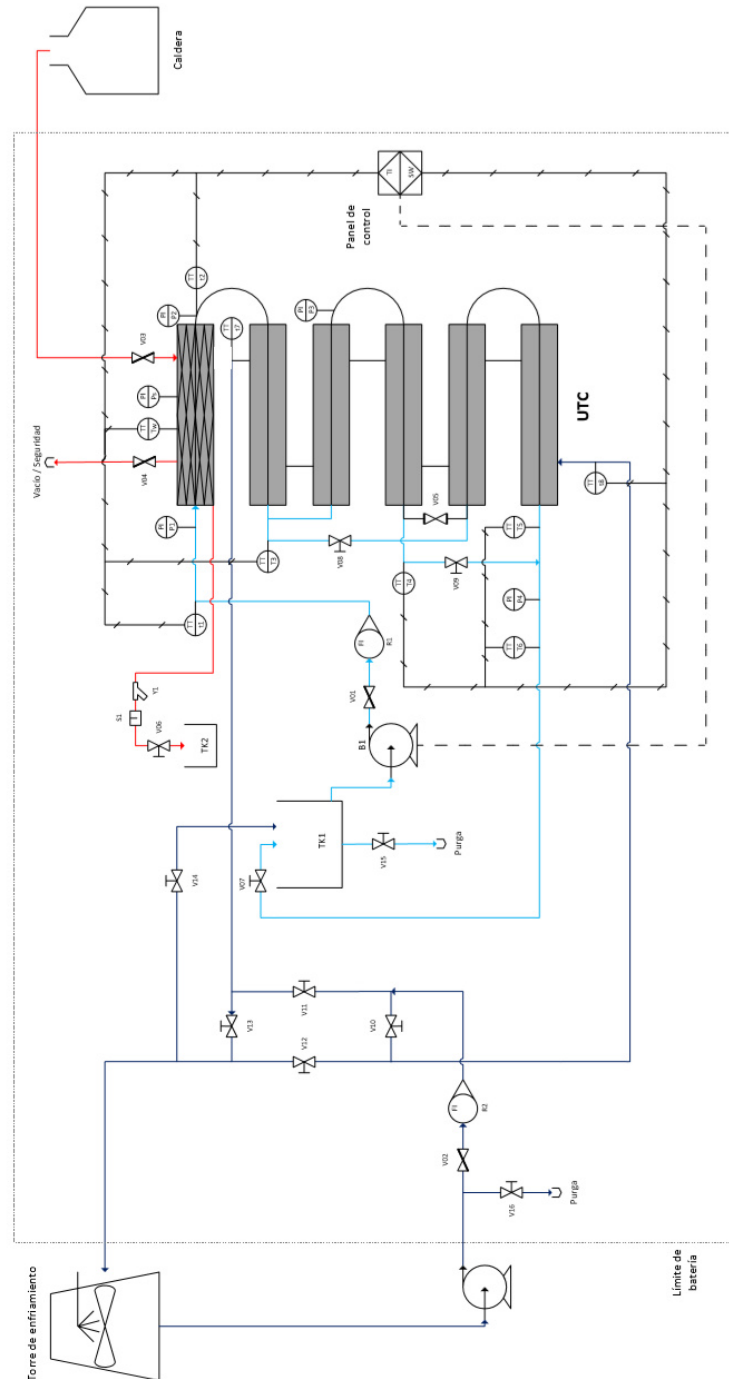 Caldera
Panel de
control
TI
SW
Vacío / Seguridad
V03
V04
TT
t2
PI
P2
TT
t7
PI
P3
PI
Ps
TT
Tw
PI
P1
UTC
V05
V08
V09
TT
t8
TT
T3
TT
T4
TT
T5
PI
P4
TT
T6
TT
t1
FI
R1
V01
B1
Y1
S1
V06
TK2
TK1
V15
Purga
V14
V07
V11
V13
V12
V10
FI
R2
V02
V16
Purga
Límite de
batería
Torre de enfriamiento